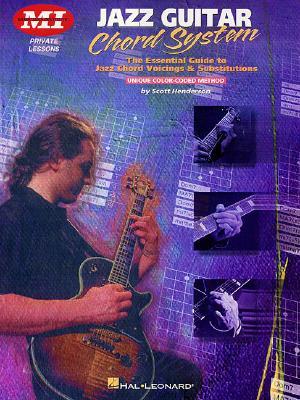 MI
PRIVATE
LESSONS
JAZZ GUITAR
Chord System
The Essential Guide to
Jazz Chord Voicings & Substitutions
UNIQUE COLOR-CODED METHOD
by Scott Henderson
Dom7
HAL•LEONARD®